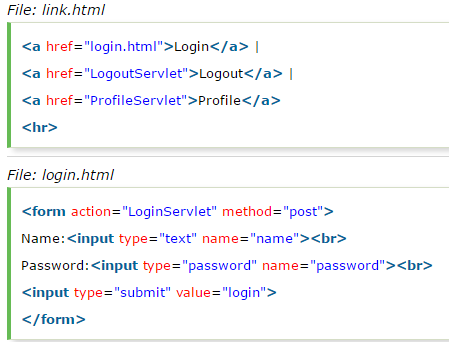 File: link.html
<a href="login.html">Login</a> |
<a href="LogoutServlet">Logout</a> |
<a href="ProfileServlet">Profile</a>
<hr>
File: login.html
<form action="LoginServlet" method="post">
Name:<input type="text" name="name"><br>
Password:<input type="password" name="password"><br>
<input type="submit" value="login">
</form>